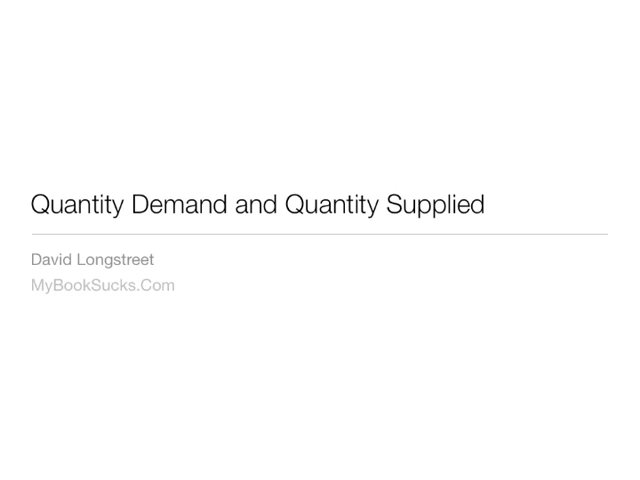 Quantity Demand and Quantity Supplied
David Longstreet
MyBookSucks.Com